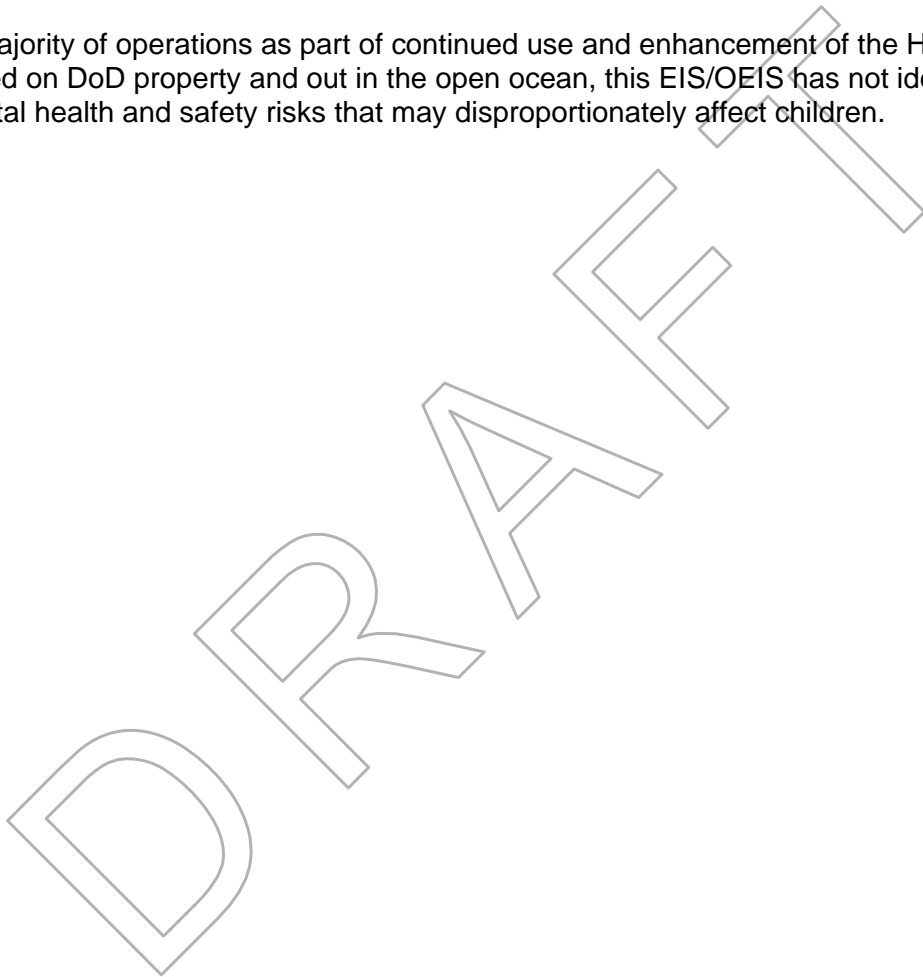 ajority of operations as part of continued use and enhancement of the H
ed on DoD property and out in the open ocean, this EIS/OEIS has not ide
tal health and safety risks that may disproportionately affect children.
DRAFT